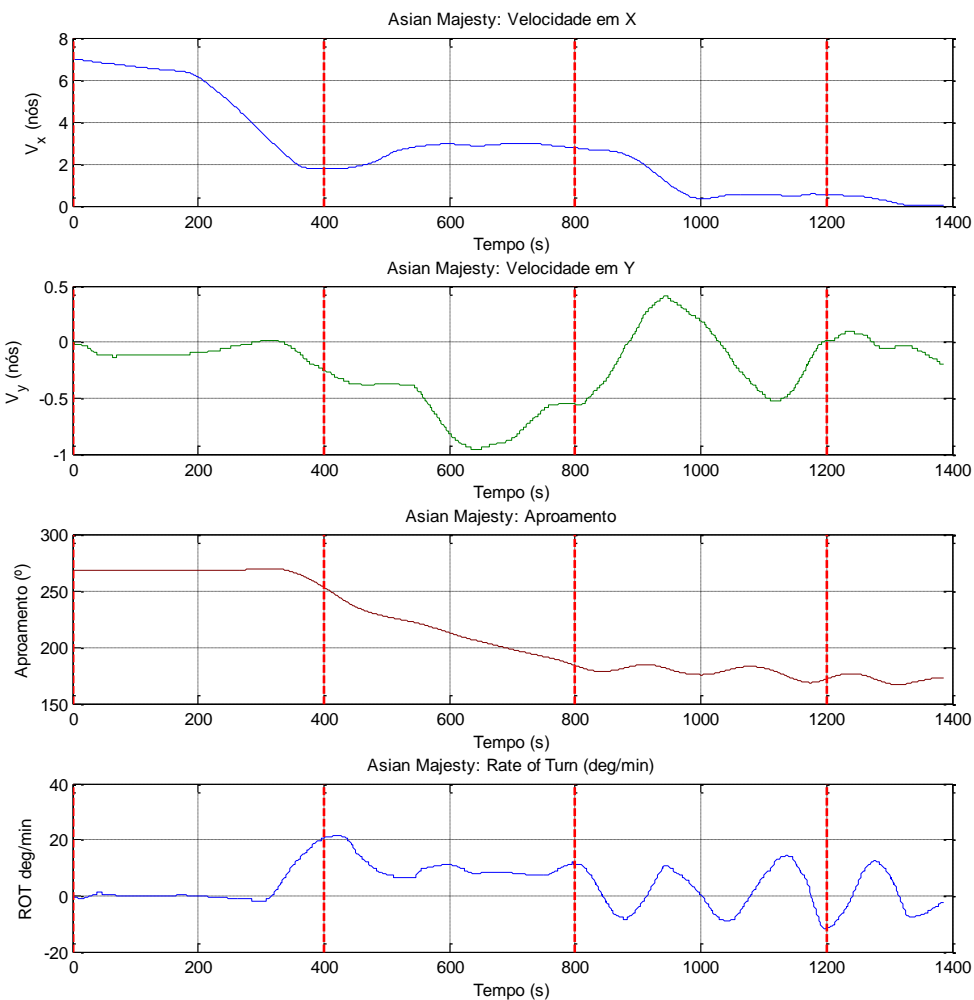 Asian Majesty: Velocidade em X
8
6
4
2
0
V_x (nós)
0 200 400 600 800 1000 1200 1400
Tempo (s)
Asian Majesty: Velocidade em Y
0.5
0
-0.5
-1
V_y (nós)
0 200 400 600 800 1000 1200 1400
Tempo (s)
Asian Majesty: Aproamento
300
250
200
150
Aproamento (º)
0 200 400 600 800 1000 1200 1400
Tempo (s)
Asian Majesty: Rate of Turn (deg/min)
40
20
0
-20
ROT deg/min
0 200 400 600 800 1000 1200 1400
Tempo (s)